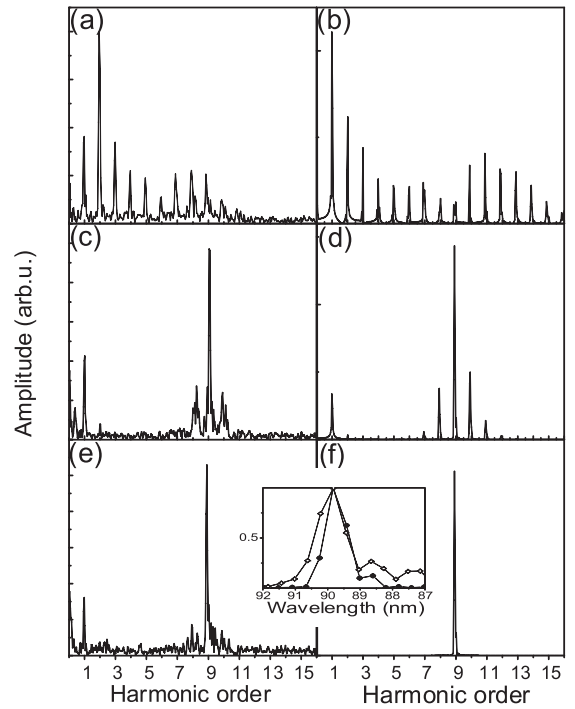 (a) (b)
(c) (d)
Amplitude (arb.u.)
(e) (f)
0.5
92 91 90 89 88 87
Wavelength (nm)
1 3 5 7 9 11 13 15 1 3 5 7 9 11 13 15
Harmonic order Harmonic order